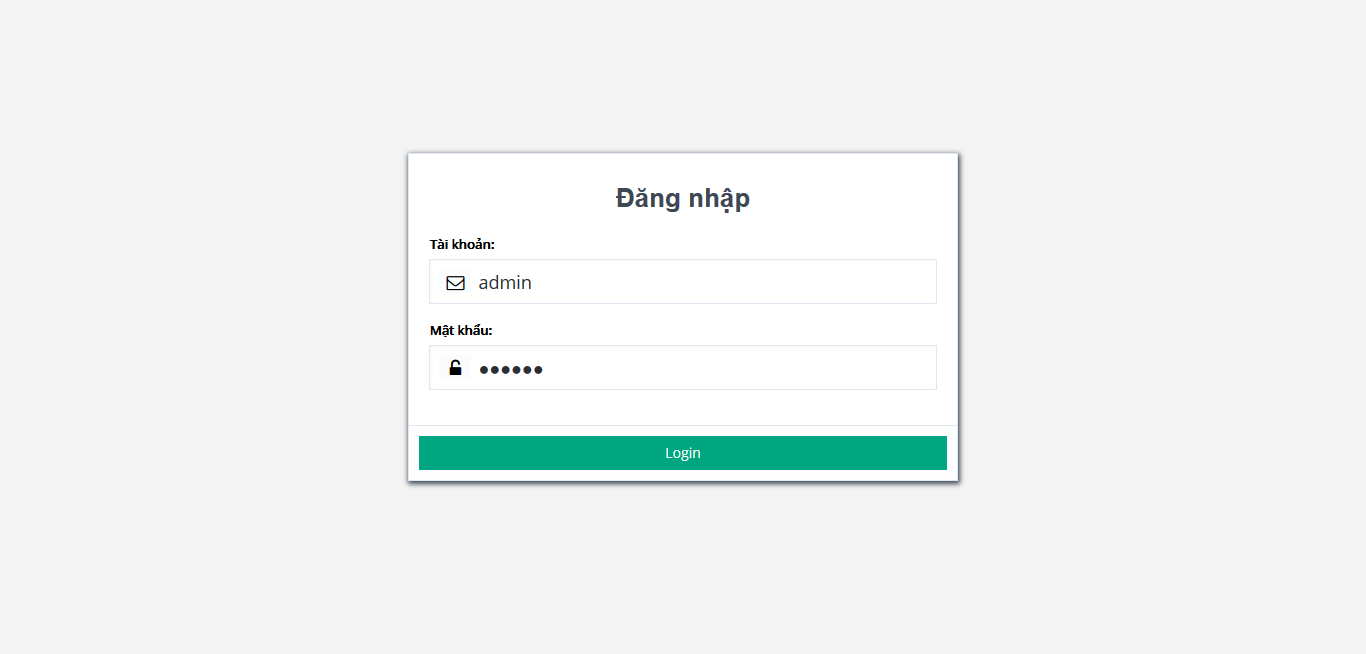 Đăng nhập
Tài khoản:
admin
Mật khẩu:
●●●●●●
Login